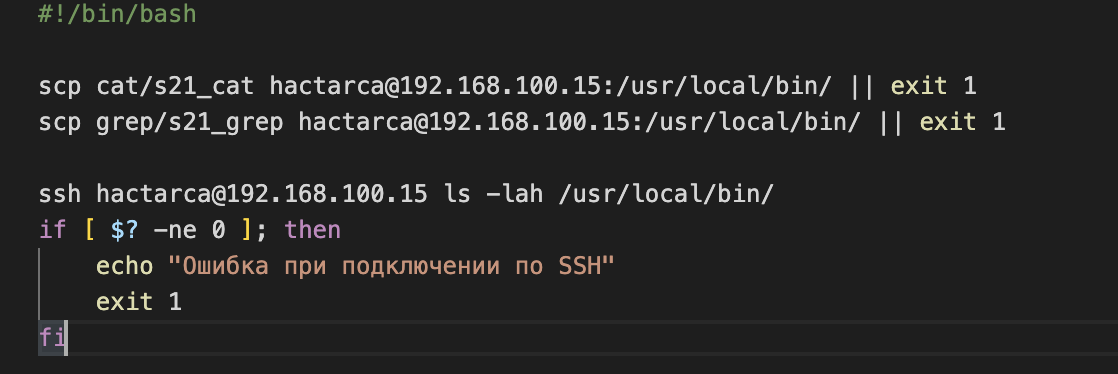 #!/bin/bash
scp cat/s21_cat hactarca@192.168.100.15:/usr/local/bin/ || exit 1
scp grep/s21_grep hactarca@192.168.100.15:/usr/local/bin/ || exit 1
ssh hactarca@192.168.100.15 ls -lah /usr/local/bin/
if [ $? -ne 0 ]; then
    echo "Ошибка при подключении по SSH"
    exit 1
fi